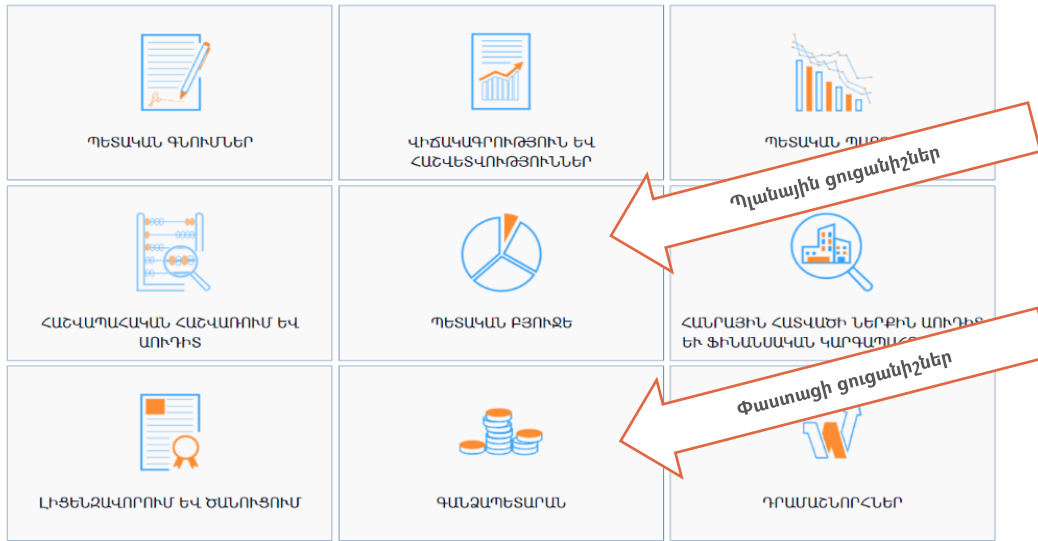 ՊԵՏԱԿԱՆ ԳՆՈՒՄՆԵՐ
ՎԻՃԱԿԱԳՐՈՒԹՅՈՒՆ ԵՎ
ՀԱՇՎԵՏՎՈՒԹՅՈՒՆՆԵՐ
ՊԵՏԱԿԱՆ
Պլանային ցուցանիշներ
ՀԱՇՎԱՊԱՀԱԿԱՆ ՀԱՇՎԱՌՈՒՄ ԵՎ
ԱՈՒԴԻՏ
ՊԵՏԱԿԱՆ ԲՅՈՒՋԵ
ՀԱՆՐԱՅԻՆ ՀԱՏՎԱԾԻ ՆԵՐՔԻՆ ԱՈՒԴԻՏ
ԵՒ ՖԻՆԱՆՍԱԿԱՆ
Փաստացի ցուցանիշներ
ԼԻՑԵՆԶԱՎՈՐՈՒՄ ԵՎ ԾԱՆՈՒՑՈՒՄ
ԳԱՆՁԱՊԵՏԱՐԱՆ
ԴՐԱՄԱՇՆՈՐՀՆԵՐ